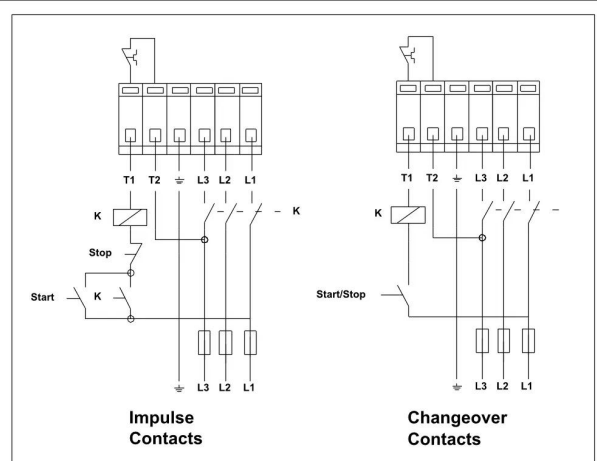 T1 T2 L3 L2 L1
K
K
Stop
Start
K
L3 L2 L1
Impulse
Contacts
T1 T2 L3 L2 L1
K
K
Start/Stop
L3 L2 L1
Changeover
Contacts